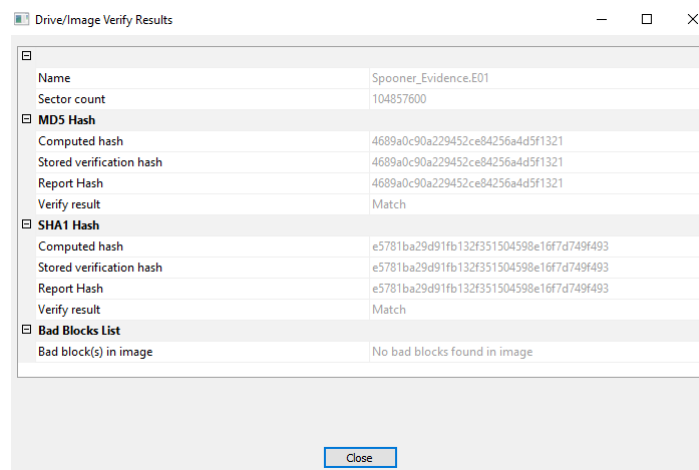 Drive/Image Verify Results
Name Spooner_Evidence.E01
Sector count 104857600
MD5 Hash
Computed hash 4689a0c90a229452ce84256a4d5f1321
Stored verification hash 4689a0c90a229452ce84256a4d5f1321
Report Hash 4689a0c90a229452ce84256a4d5f1321
Verify result Match
SHA1 Hash
Computed hash e5781ba29d91fb132f351504598e16f7d749f493
Stored verification hash e5781ba29d91fb132f351504598e16f7d749f493
Report Hash e5781ba29d91fb132f351504598e16f7d749f493
Verify result Match
Bad Blocks List
Bad block(s) in image No bad blocks found in image
Close